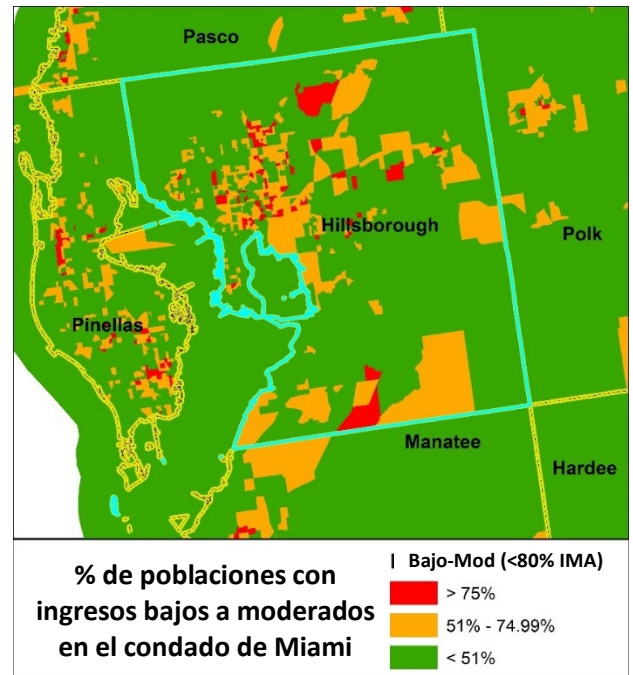 Pasco
Hillsborough
Polk
Pinellas
Manatee
Hardee
% de poblaciones con
ingresos bajos a moderados
en el condado de Miami
| Bajo-Mod (<80% IMA)
> 75%
51% - 74.99%
< 51%